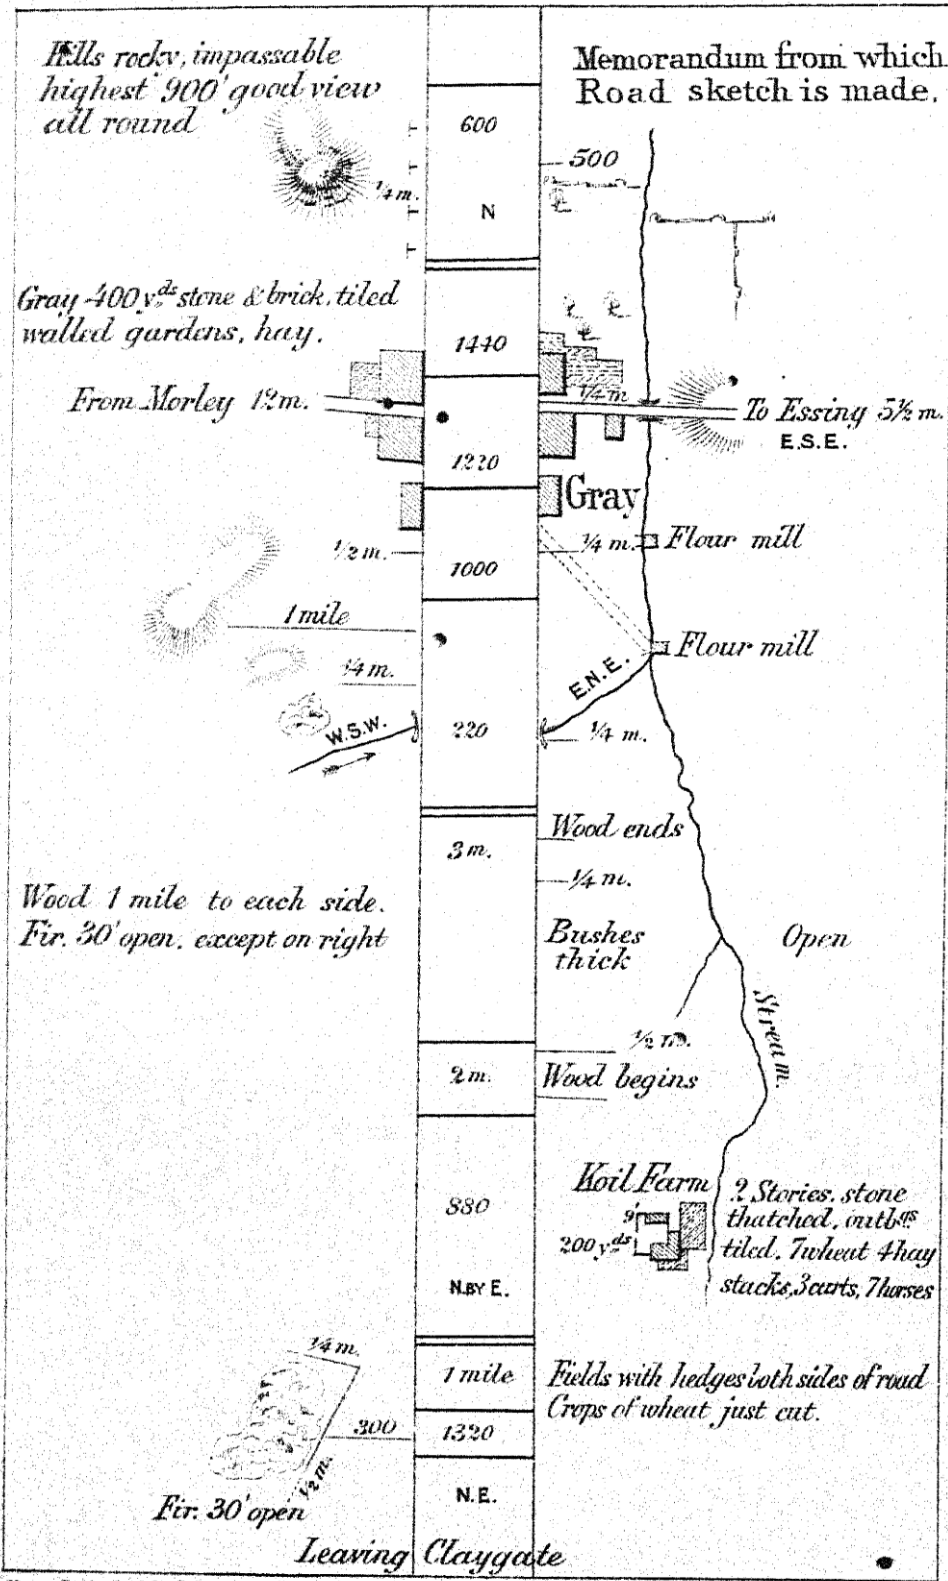 Hills rocky, impassable
highest 900' good view
all round
Memorandum from which
Road sketch is made.
600
500
1/4 m.
N
Gray 400 yds stone & brick, tiled
walled gardens, hay.
1440
From Morley 12 m.
1/4 m
To Essing 5½ m.
E.S.E.
1220
Gray
1/2 m.
1/4 m.
Flour mill
1000
1 mile
Flour mill
1/4 m.
E.N.E.
W.S.W.
220
1/4 m.
Wood ends
3 m.
1/4 m.
Wood 1 mile to each side.
Fir. 30' open, except on right
Bushes
thick
Open
Stream.
1/2 m.
2 m.
Wood begins
Koil Farm
2 Stories, stone
thatched, outbgs
tiled. 7 wheat 4 hay
stacks, 3 carts, 7 horses
880
9'
200 yds
N. BY E.
1/4 m.
1 mile
Fields with hedges both sides of road
Crops of wheat just cut.
300
1320
1/2 m.
N.E.
Fir. 30' open
Leaving Claygate